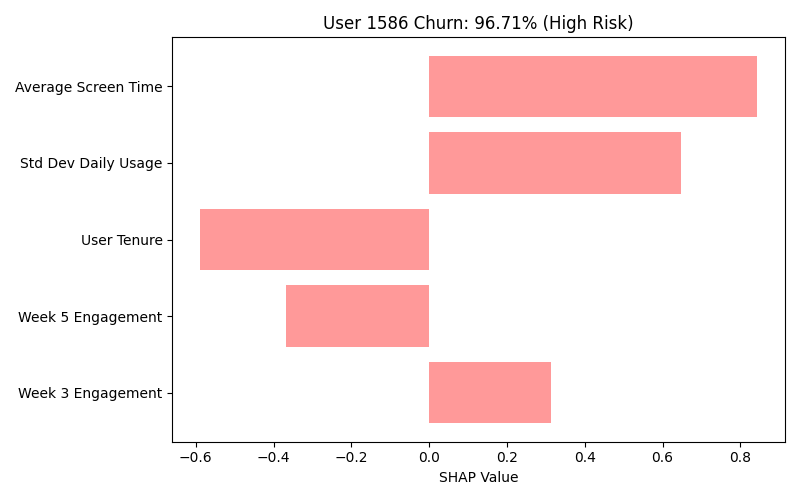 User 1586 Churn: 96.71% (High Risk)
Average Screen Time
Std Dev Daily Usage
User Tenure
Week 5 Engagement
Week 3 Engagement
−0.6 −0.4 −0.2 0.0 0.2 0.4 0.6 0.8
SHAP Value